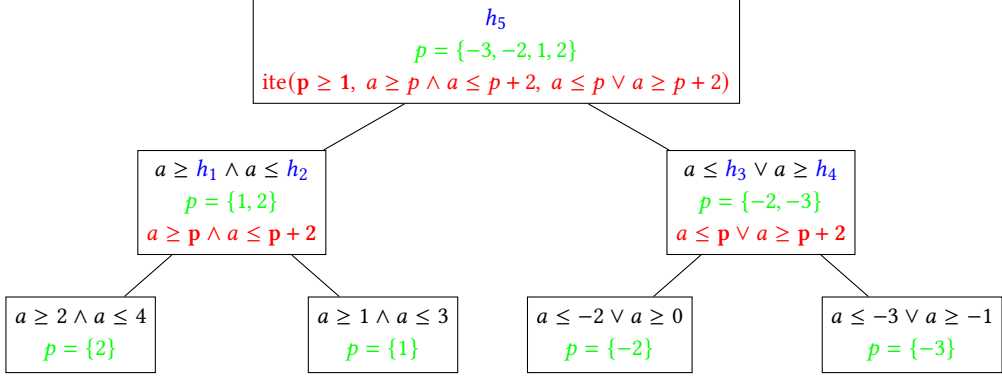 h₅
p = {−3, −2, 1, 2}
ite(p ≥ 1, a ≥ p ∧ a ≤ p + 2, a ≤ p ∨ a ≥ p + 2)
a ≥ h₁ ∧ a ≤ h₂
p = {1, 2}
a ≥ p ∧ a ≤ p + 2
a ≤ h₃ ∨ a ≥ h₄
p = {−2, −3}
a ≤ p ∨ a ≥ p + 2
a ≥ 2 ∧ a ≤ 4
p = {2}
a ≥ 1 ∧ a ≤ 3
p = {1}
a ≤ −2 ∨ a ≥ 0
p = {−2}
a ≤ −3 ∨ a ≥ −1
p = {−3}